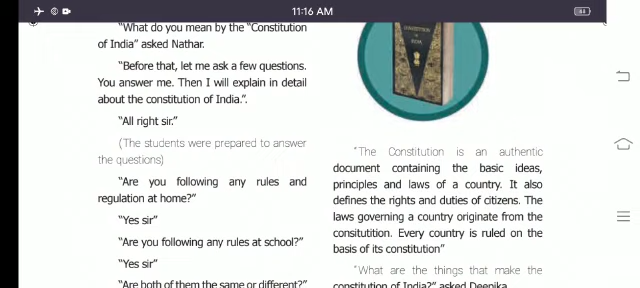 11:16 AM
"What do you mean by the "Constitution
of India" asked Nathar.
"Before that, let me ask a few questions.
You answer me. Then I will explain in detail
about the constitution of India.".
"All right sir."
(The students were prepared to answer
the questions)
"Are you following any rules and
regulation at home?"
"Yes sir"
"Are you following any rules at school?"
"Yes sir"
"Are both of them the same or different?"
CONSTITUTION
INDIA
"The Constitution is an authentic
document containing the basic ideas,
principles and laws of a country. It also
defines the rights and duties of citizens. The
laws governing a country originate from the
consitutition. Every country is ruled on the
basis of its constitution"
"What are the things that make the
constitution of India?" asked Deepika.